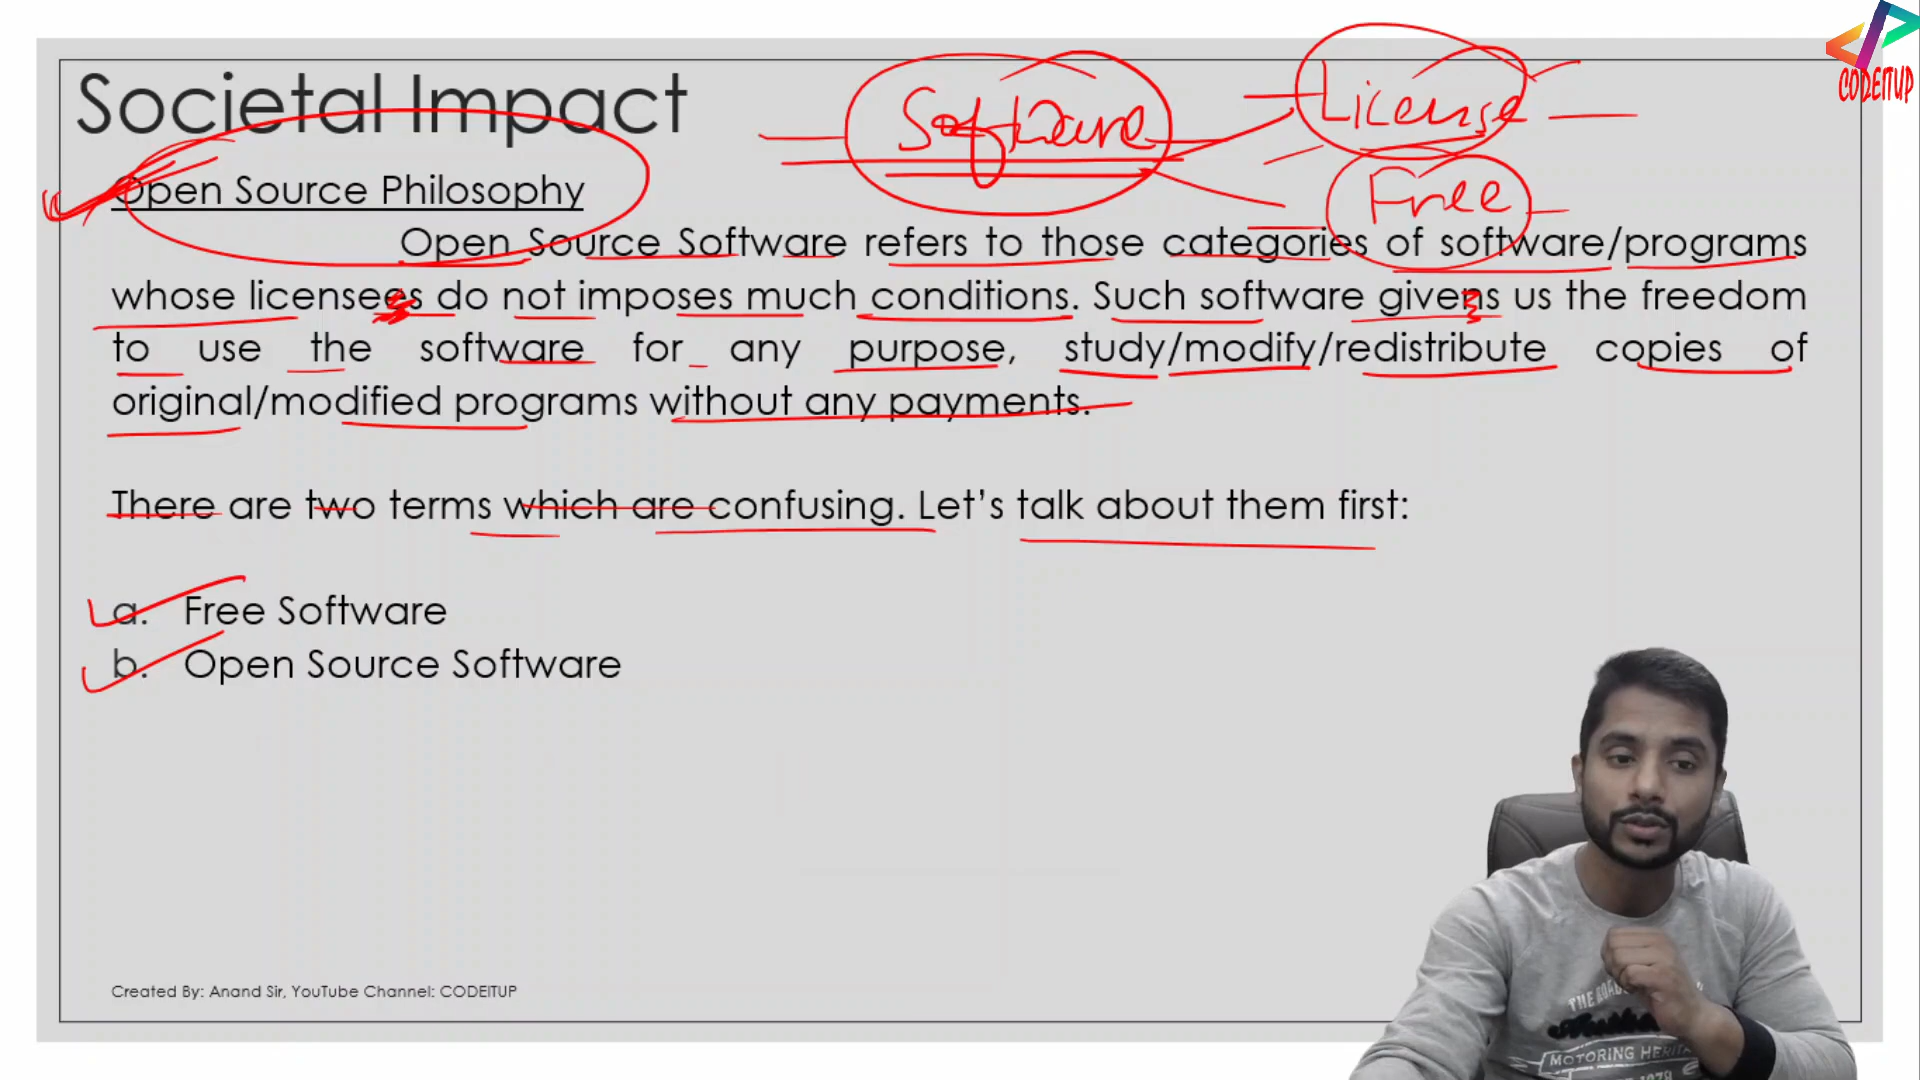 CODEITUP
Societal Impact
Software
License
Free
Open Source Philosophy
Open Source Software refers to those categories of software/programs
whose licensees do not imposes much conditions. Such software givens us the freedom
to use the software for any purpose, study/modify/redistribute copies of
original/modified programs without any payments.
There are two terms which are confusing. Let’s talk about them first:
a. Free Software
b. Open Source Software
Created By: Anand Sir, YouTube Channel: CODEITUP
THE
MOTORING